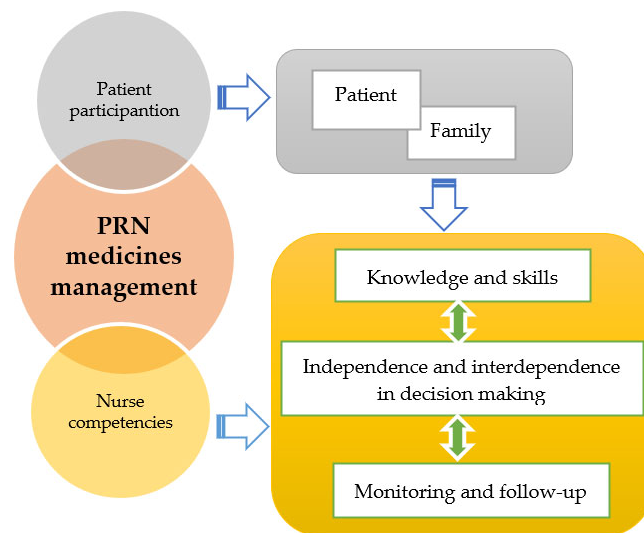 Patient
participantion
PRN
medicines
management
Nurse
competencies
Patient
Family
Knowledge and skills
Independence and interdependence
in decision making
Monitoring and follow-up